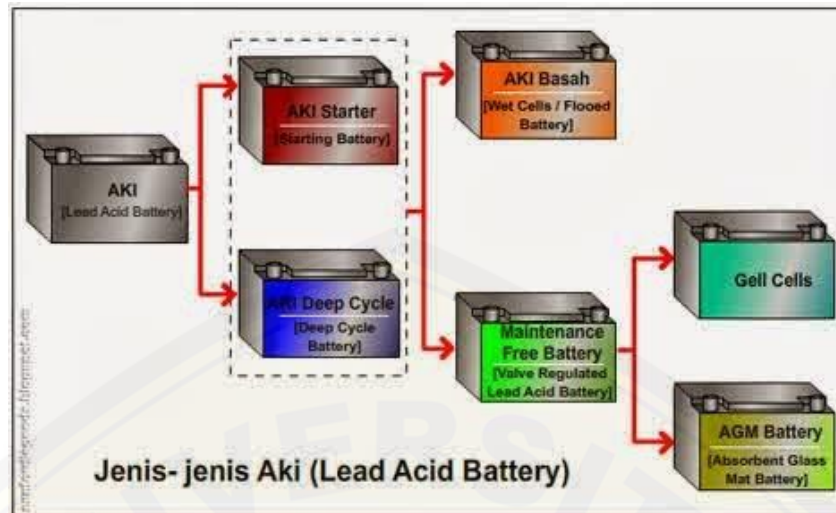 AKI
[Lead Acid Battery]
AKI Starter
[Starting Battery]
AKI Deep Cycle
[Deep Cycle
Battery]
AKI Basah
[Wet Cells / Flooed
Battery]
Maintenance
Free Battery
[Valve Regulated
Lead Acid Battery]
Gell Cells
AGM Battery
[Absorbent Glass
Mat Battery]
Jenis- jenis Aki (Lead Acid Battery)
VERSIT